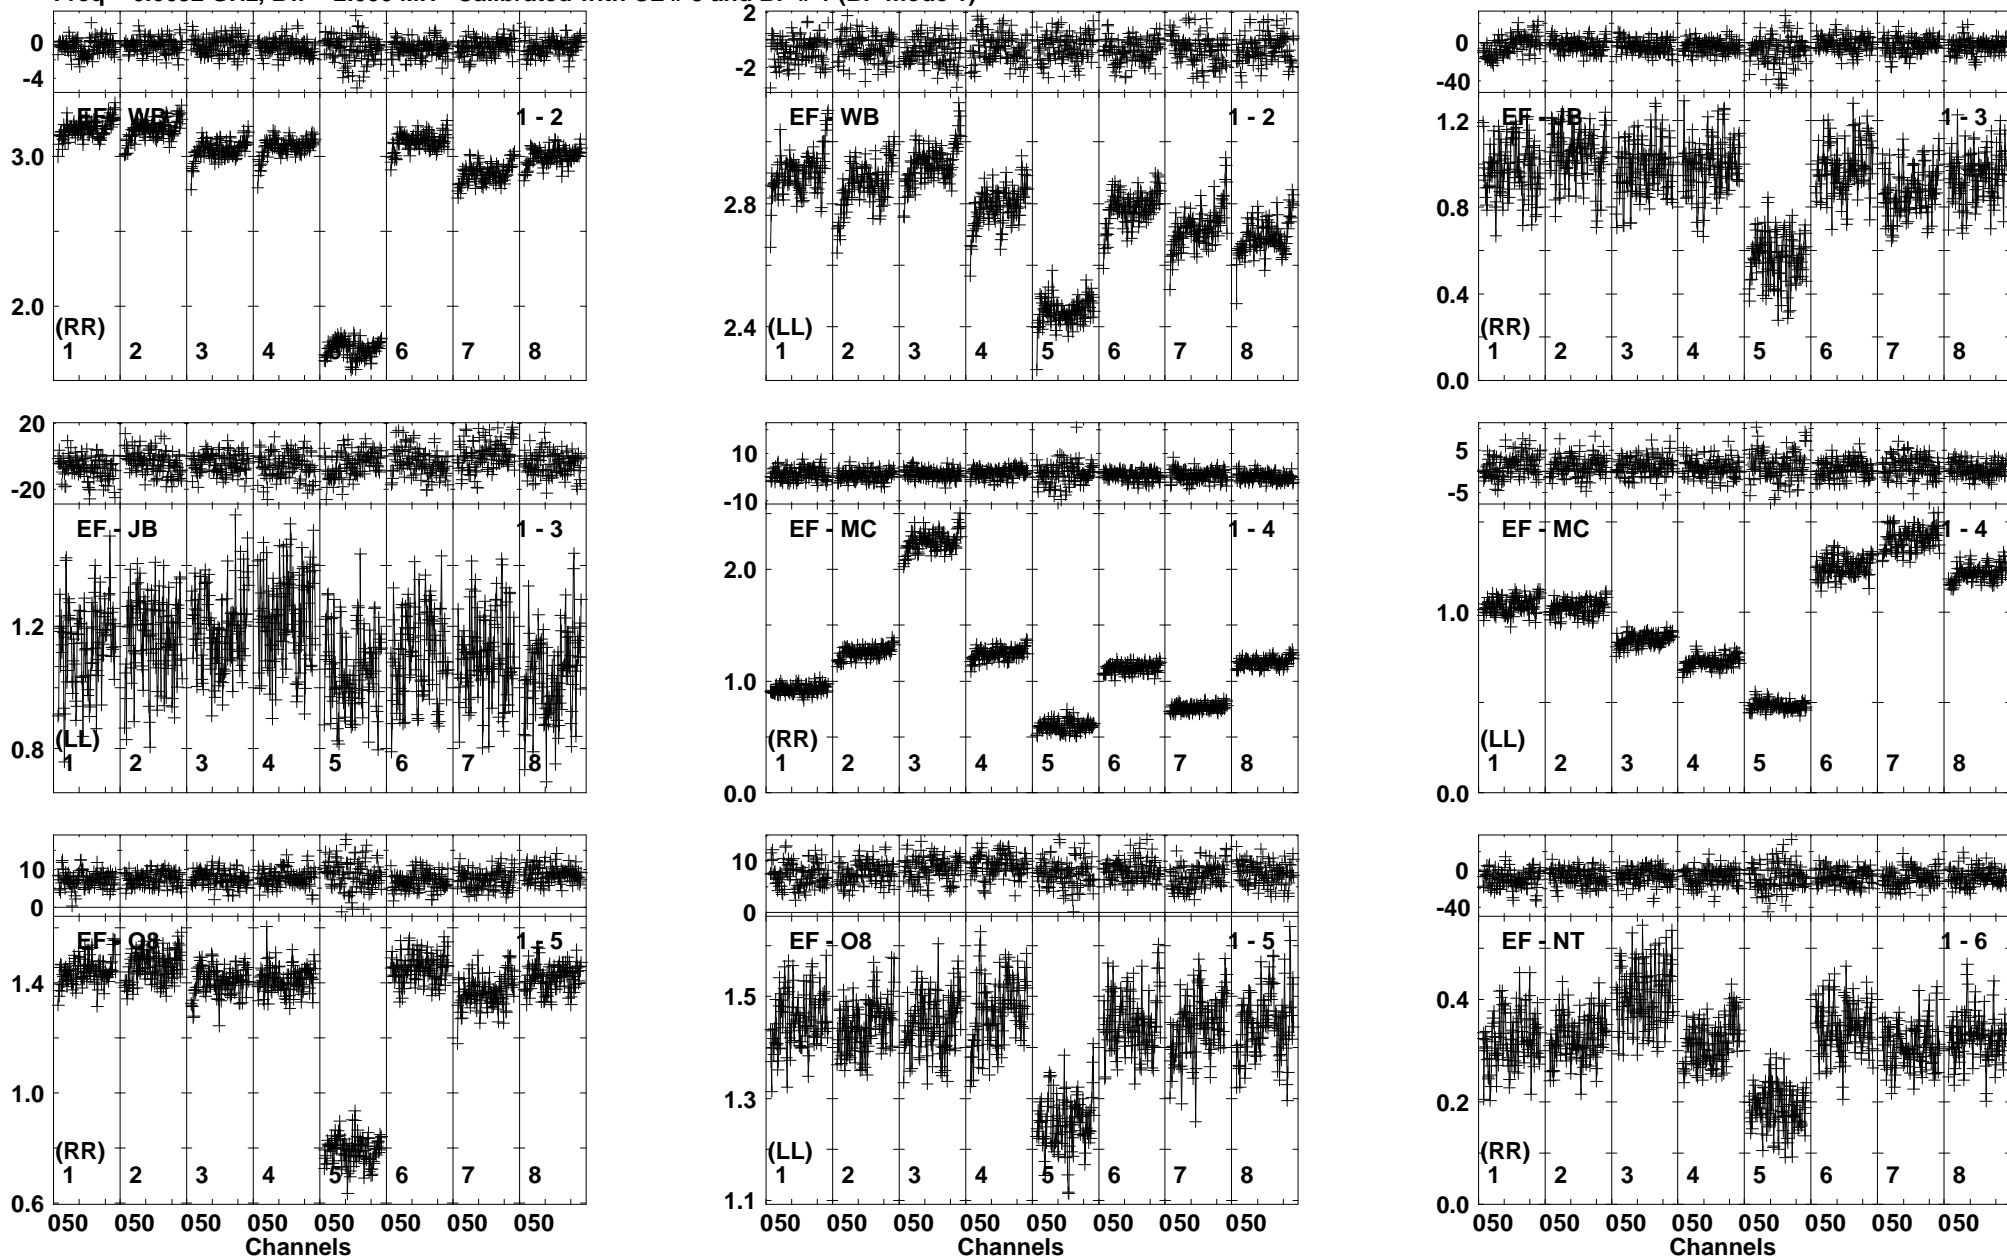 0 -4 2 -2 0 -40
EF - WB 1 - 2 EF - WB 1 - 2 EF - JB 1 - 3
3.0 2.0 2.8 2.4 1.2 0.8 0.4 0.0
(RR) (LL) (RR)
1 2 3 4 5 6 7 8 1 2 3 4 5 6 7 8 1 2 3 4 5 6 7 8
20 -20 10 -10 5 -5
EF - JB 1 - 3 EF - MC 1 - 4 EF - MC 1 - 4
1.2 0.8 2.0 1.0 0.0 1.0 0.0
(LL) (RR) (LL)
1 2 3 4 5 6 7 8 1 2 3 4 5 6 7 8 1 2 3 4 5 6 7 8
10 0 10 0 0 -40
EF - O8 1 - 5 EF - O8 1 - 5 EF - NT 1 - 6
1.4 1.0 0.6 1.5 1.3 1.1 0.4 0.2 0.0
(RR) (LL) (RR)
1 2 3 4 5 6 7 8 1 2 3 4 5 6 7 8 1 2 3 4 5 6 7 8
050 050 050 050 050 050 050 050 050 050 050 050 050 050 050 050 050 050 050 050 050 050 050 050
Channels Channels Channels